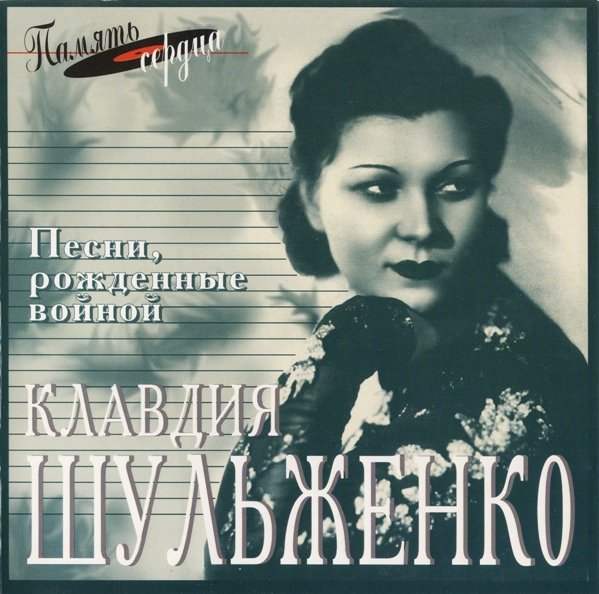 Память
сердца
Песни,
рожденные
войной
КЛАВДИЯ
ШУЛЬЖЕНКО